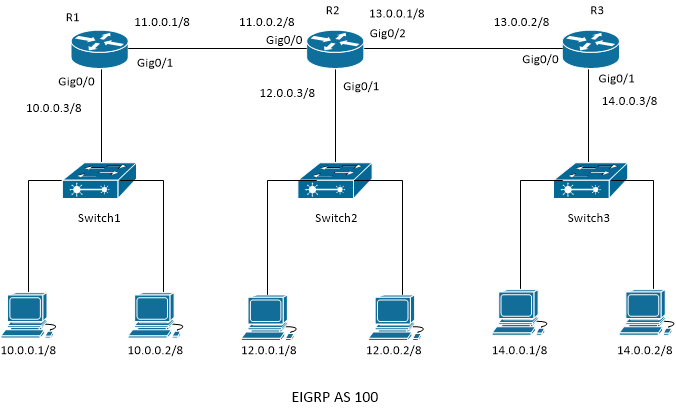 R1
11.0.0.1/8
11.0.0.2/8
R2
13.0.0.1/8
13.0.0.2/8
R3
Gig0/0
Gig0/2
Gig0/0
Gig0/1
Gig0/0
Gig0/1
Gig0/1
10.0.0.3/8
12.0.0.3/8
14.0.0.3/8
Switch1
Switch2
Switch3
10.0.0.1/8
10.0.0.2/8
12.0.0.1/8
12.0.0.2/8
14.0.0.1/8
14.0.0.2/8
EIGRP AS 100